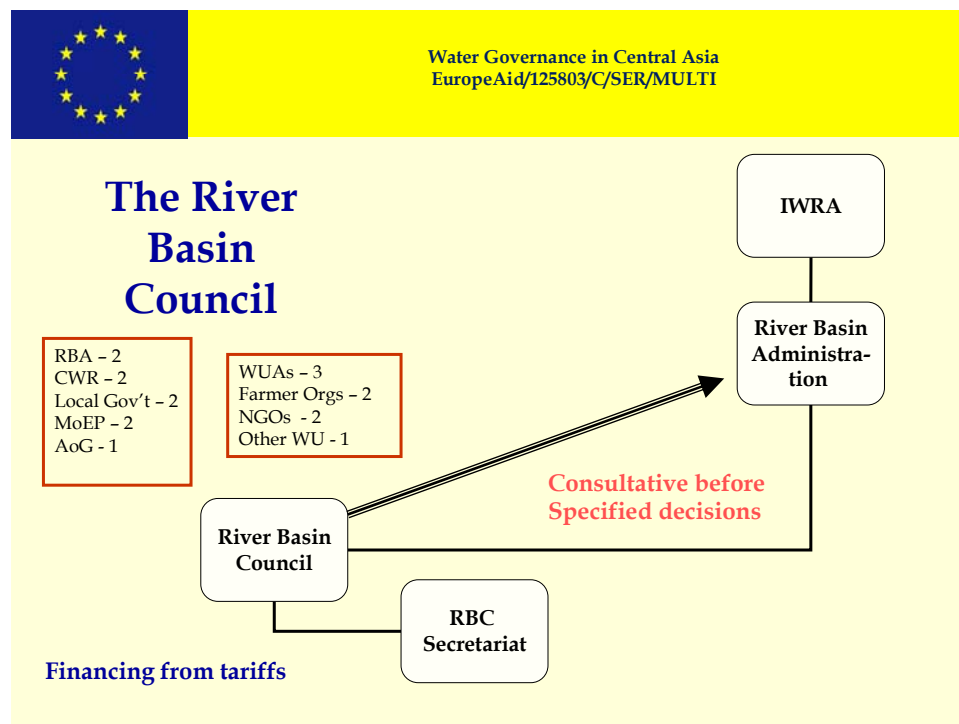 Water Governance in Central Asia
EuropeAid/125803/C/SER/MULTI
The River
Basin
Council
IWRA
River Basin
Administra-
tion
RBA – 2
CWR – 2
Local Gov’t – 2
MoEP – 2
AoG - 1
WUAs – 3
Farmer Orgs – 2
NGOs  - 2
Other WU - 1
Consultative before
Specified decisions
River Basin
Council
RBC
Secretariat
Financing from tariffs